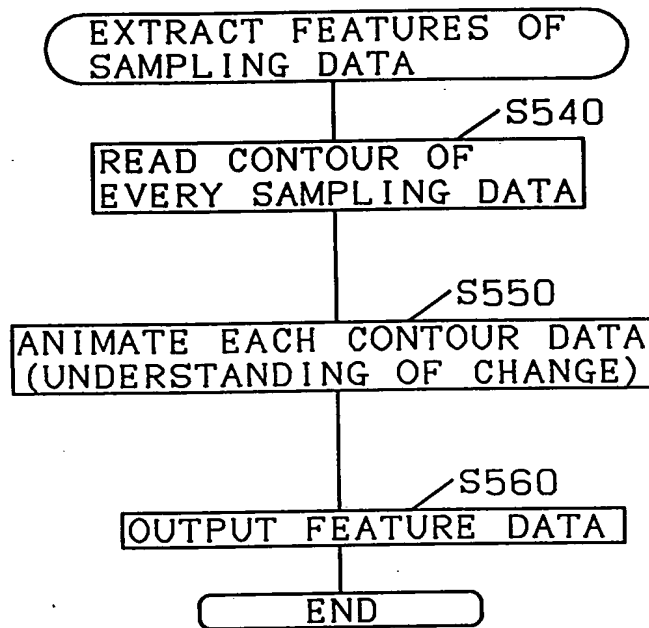 EXTRACT FEATURES OF
SAMPLING DATA
S540
READ CONTOUR OF
EVERY SAMPLING DATA
S550
ANIMATE EACH CONTOUR DATA
(UNDERSTANDING OF CHANGE)
S560
OUTPUT FEATURE DATA
END